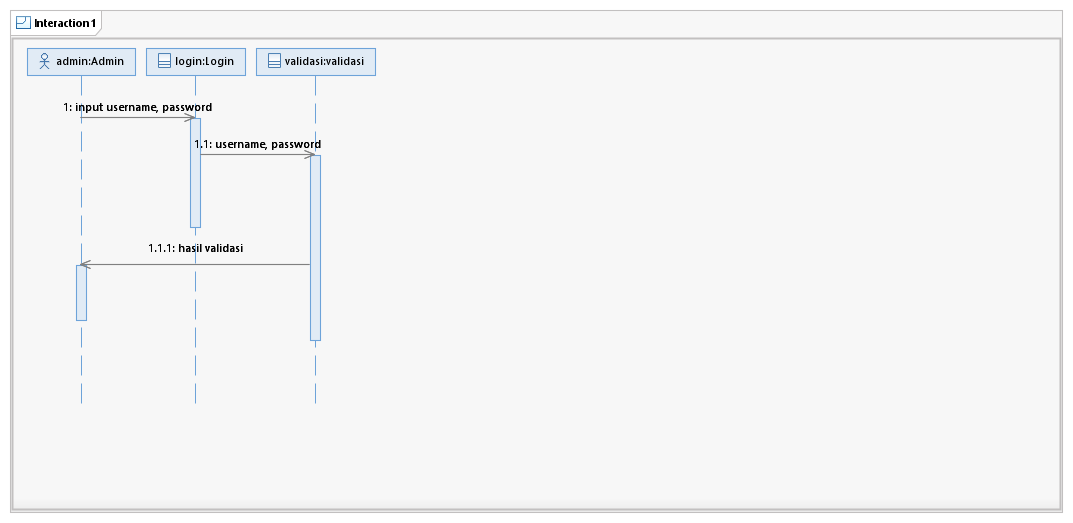 Interaction1
admin:Admin
login:Login
validasi:validasi
1: input username, password
1.1: username, password
1.1.1: hasil validasi